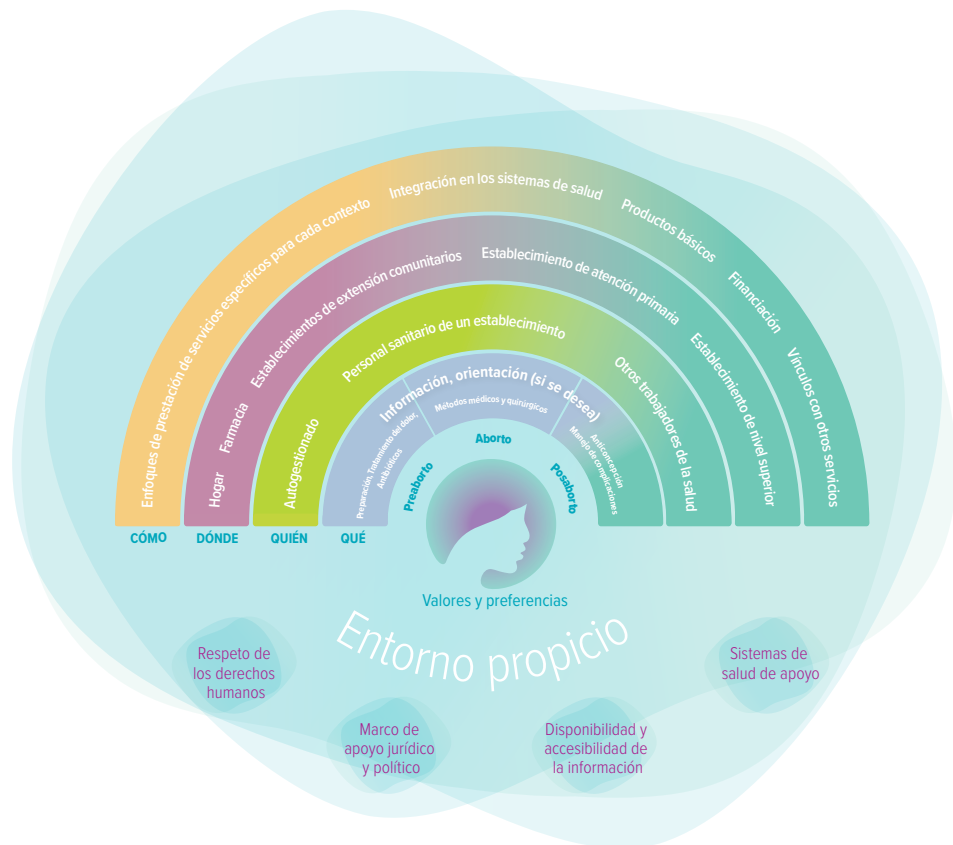 Enfoques de prestación de servicios específicos para cada contexto
Integración en los sistemas de salud
Productos básicos
Financiación
Vínculos con otros servicios
Hogar
Farmacia
Establecimientos de extensión comunitarios
Establecimiento de atención primaria
Establecimiento de nivel superior
Autogestionado
Personal sanitario de un establecimiento
Otros trabajadores de la salud
Información, orientación (si se desea)
Preparación, Tratamiento del dolor,
Antibióticos
Métodos médicos y quirúrgicos
Anticoncepción
Manejo de complicaciones
Preaborto
Aborto
Posaborto
CÓMO
DÓNDE
QUIÉN
QUÉ
Valores y preferencias
Entorno propicio
Respeto de
los derechos
humanos
Marco de
apoyo jurídico
y político
Disponibilidad y
accesibilidad de
la información
Sistemas de
salud de apoyo